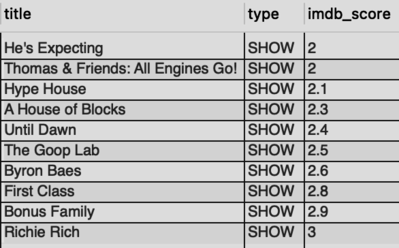 title type imdb_score
He's Expecting SHOW 2
Thomas & Friends: All Engines Go! SHOW 2
Hype House SHOW 2.1
A House of Blocks SHOW 2.3
Until Dawn SHOW 2.4
The Goop Lab SHOW 2.5
Byron Baes SHOW 2.6
First Class SHOW 2.8
Bonus Family SHOW 2.9
Richie Rich SHOW 3